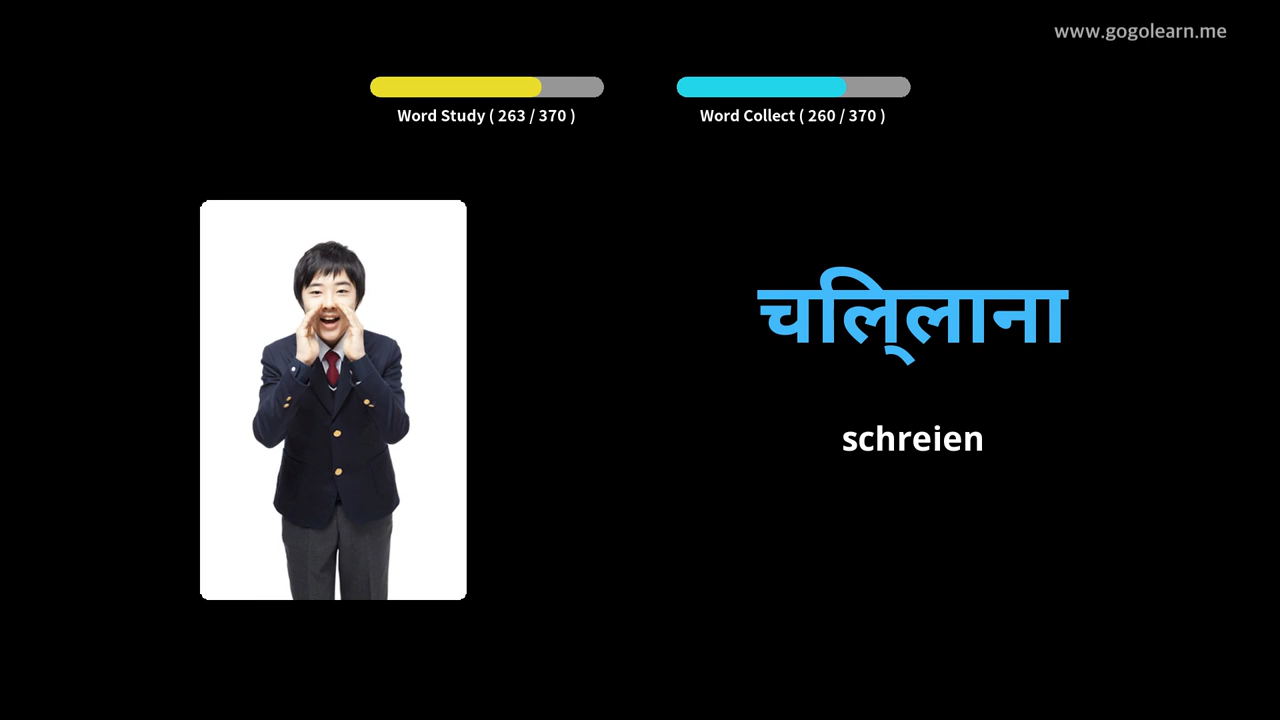 www.gogolearn.me
Word Study ( 263 / 370 )
Word Collect ( 260 / 370 )
चिल्लाना
schreien